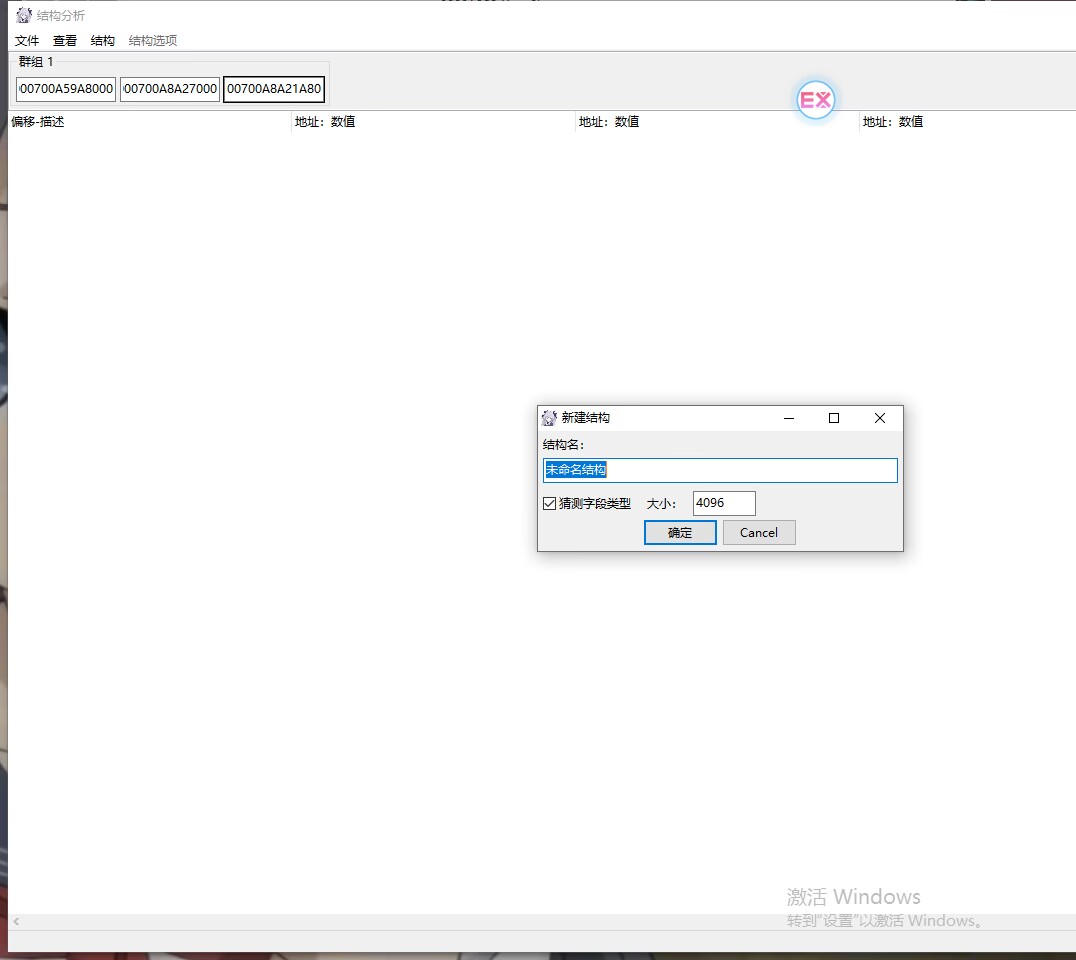 结构分析
文件 查看 结构 结构选项
群组 1
00700A59A8000 00700A8A27000 00700A8A21A80
EX
偏移-描述 地址：数值 地址：数值 地址：数值
新建结构
结构名：
未命名结构
猜测字段类型 大小： 4096
确定 Cancel
激活 Windows
转到"设置"以激活 Windows。